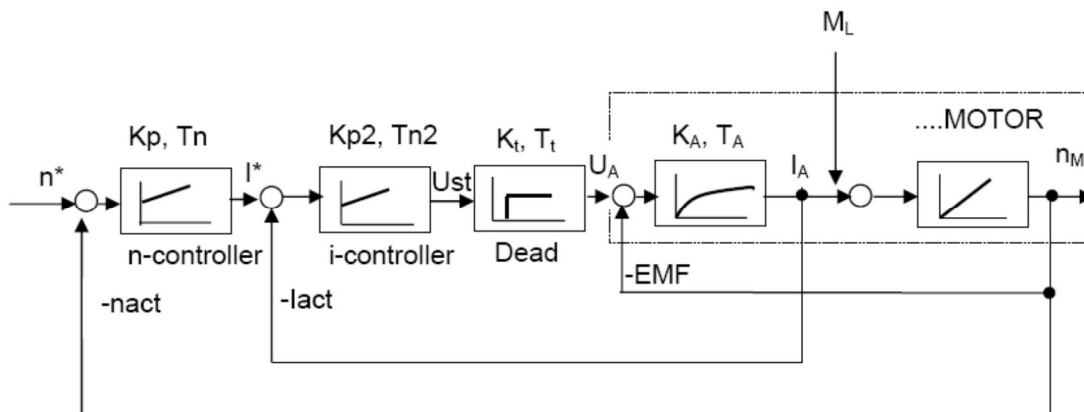 M_L
....MOTOR
Kp, Tn
Kp2, Tn2
K_t, T_t
K_A, T_A
n*
I*
Ust
U_A
I_A
n_M
n-controller
i-controller
Dead
-EMF
-nact
-Iact